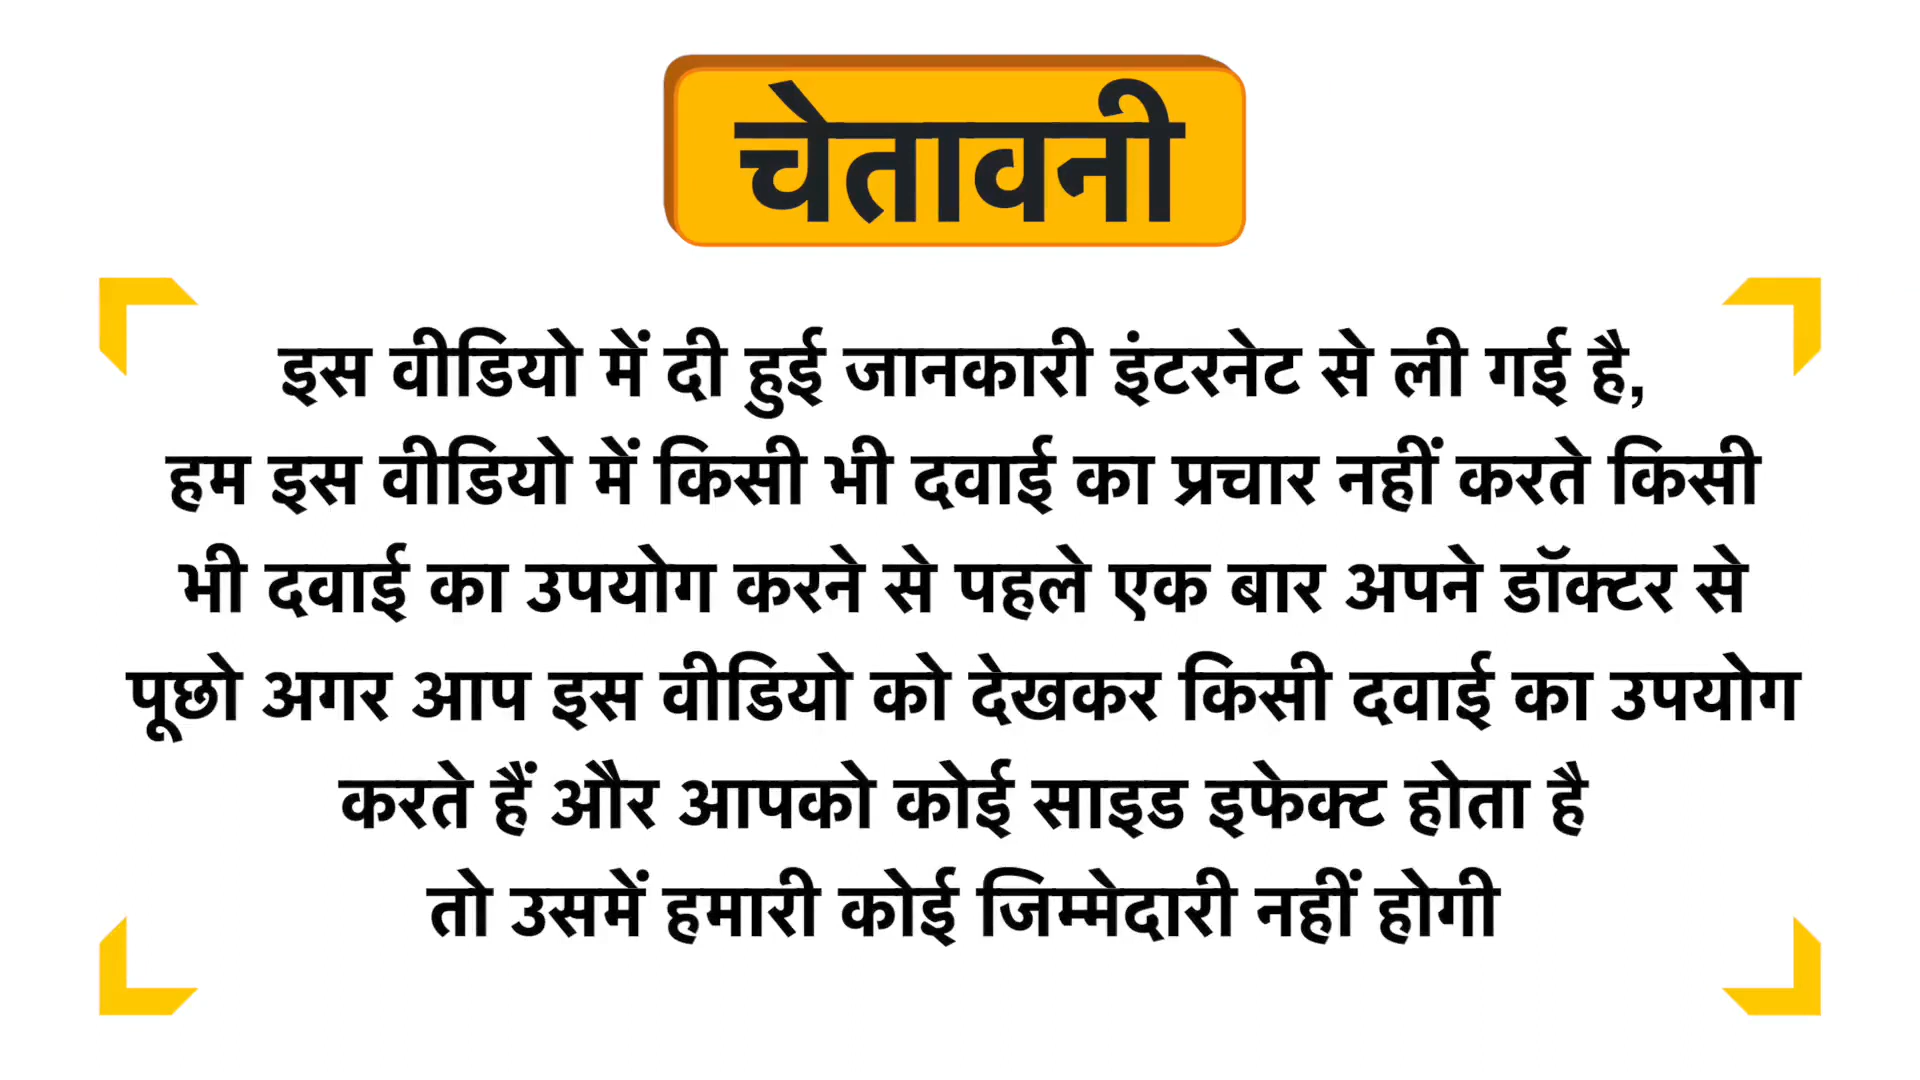 चेतावनी
इस वीडियो में दी हुई जानकारी इंटरनेट से ली गई है,
हम इस वीडियो में किसी भी दवाई का प्रचार नहीं करते किसी
भी दवाई का उपयोग करने से पहले एक बार अपने डॉक्टर से
पूछो अगर आप इस वीडियो को देखकर किसी दवाई का उपयोग
करते हैं और आपको कोई साइड इफेक्ट होता है
तो उसमें हमारी कोई जिम्मेदारी नहीं होगी